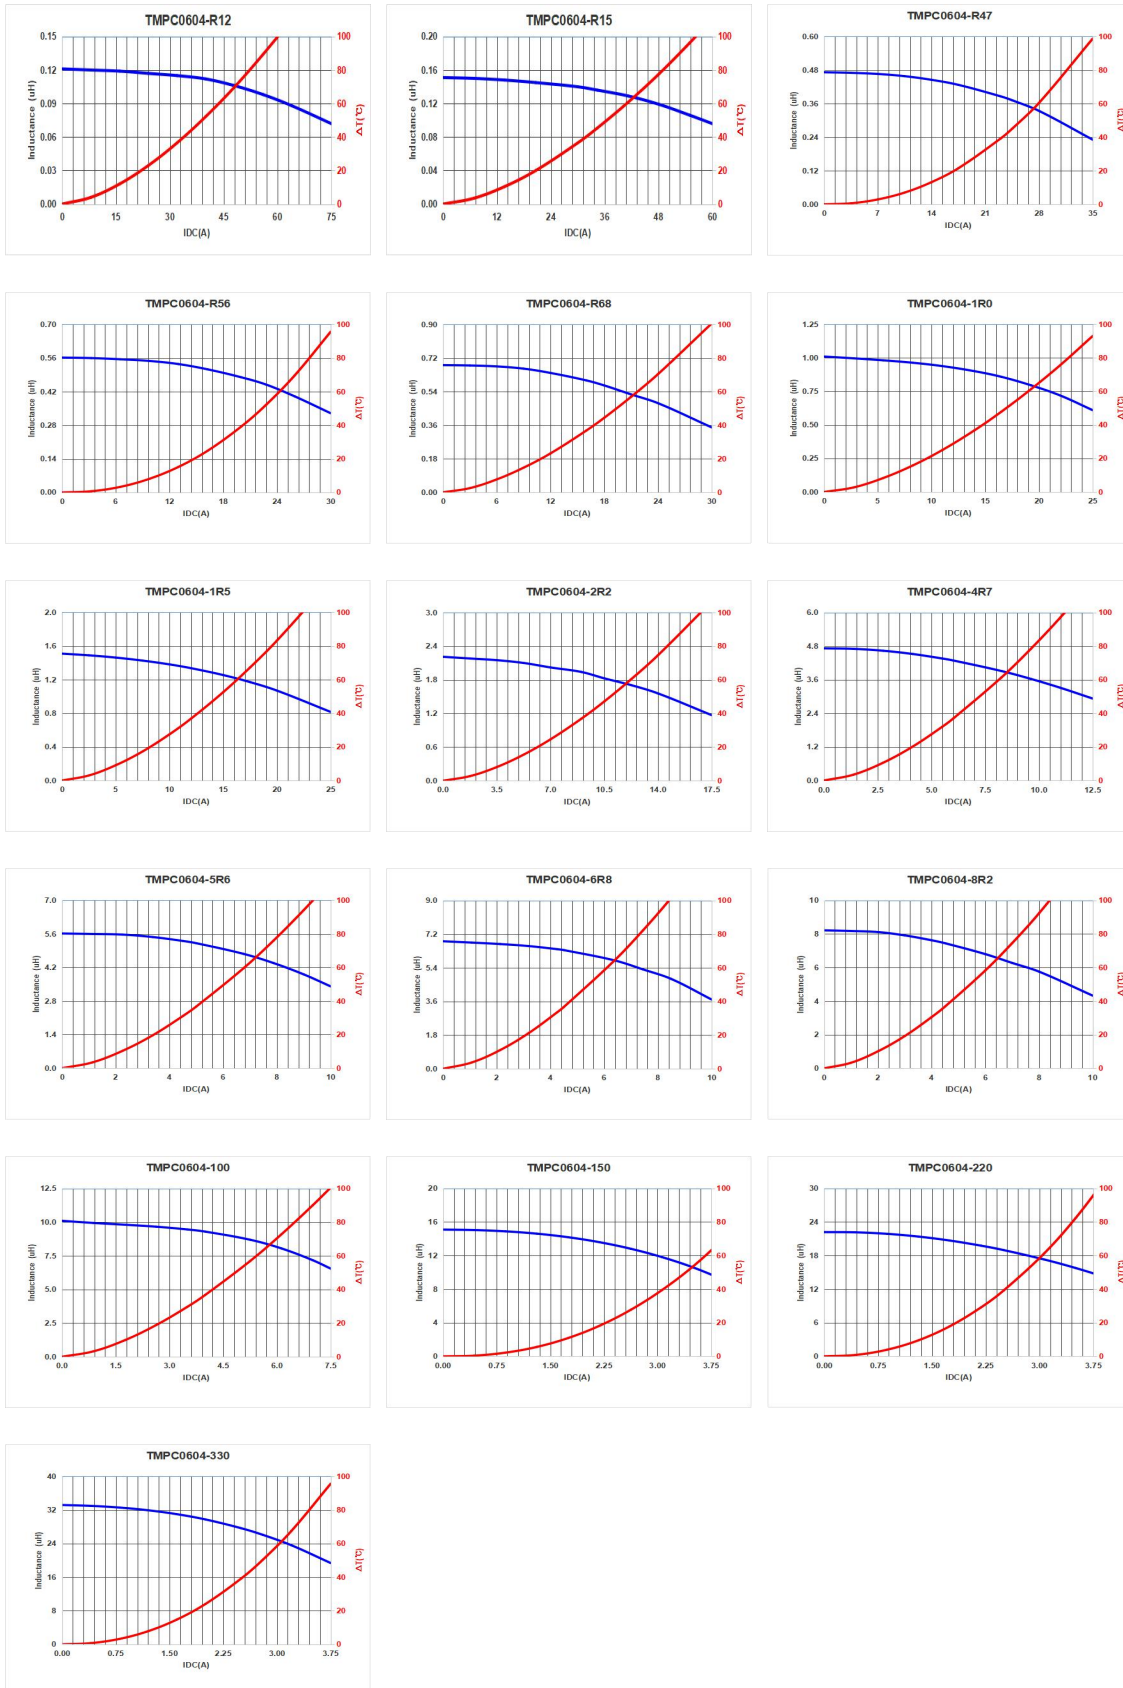 TMPC0604-R12
0.15 0.12 0.09 0.06 0.03 0.00
Inductance (uH)
100 80 60 40 20 0
ΔT(℃)
0 15 30 45 60 75
IDC(A)
TMPC0604-R15
0.20 0.16 0.12 0.08 0.04 0.00
Inductance (uH)
100 80 60 40 20 0
ΔT(℃)
0 12 24 36 48 60
IDC(A)
TMPC0604-R47
0.60 0.48 0.36 0.24 0.12 0.00
Inductance (uH)
100 80 60 40 20 0
ΔT(℃)
0 7 14 21 28 35
IDC(A)
TMPC0604-R56
0.70 0.56 0.42 0.28 0.14 0.00
Inductance (uH)
100 80 60 40 20 0
ΔT(℃)
0 6 12 18 24 30
IDC(A)
TMPC0604-R68
0.90 0.72 0.54 0.36 0.18 0.00
Inductance (uH)
100 80 60 40 20 0
ΔT(℃)
0 6 12 18 24 30
IDC(A)
TMPC0604-1R0
1.25 1.00 0.75 0.50 0.25 0.00
Inductance (uH)
100 80 60 40 20 0
ΔT(℃)
0 5 10 15 20 25
IDC(A)
TMPC0604-1R5
2.0 1.6 1.2 0.8 0.4 0.0
Inductance (uH)
100 80 60 40 20 0
ΔT(℃)
0 5 10 15 20 25
IDC(A)
TMPC0604-2R2
3.0 2.4 1.8 1.2 0.6 0.0
Inductance (uH)
100 80 60 40 20 0
ΔT(℃)
0.0 3.5 7.0 10.5 14.0 17.5
IDC(A)
TMPC0604-4R7
6.0 4.8 3.6 2.4 1.2 0.0
Inductance (uH)
100 80 60 40 20 0
ΔT(℃)
0.0 2.5 5.0 7.5 10.0 12.5
IDC(A)
TMPC0604-5R6
7.0 5.6 4.2 2.8 1.4 0.0
Inductance (uH)
100 80 60 40 20 0
ΔT(℃)
0 2 4 6 8 10
IDC(A)
TMPC0604-6R8
9.0 7.2 5.4 3.6 1.8 0.0
Inductance (uH)
100 80 60 40 20 0
ΔT(℃)
0 2 4 6 8 10
IDC(A)
TMPC0604-8R2
10 8 6 4 2 0
Inductance (uH)
100 80 60 40 20 0
ΔT(℃)
0 2 4 6 8 10
IDC(A)
TMPC0604-100
12.5 10.0 7.5 5.0 2.5 0.0
Inductance (uH)
100 80 60 40 20 0
ΔT(℃)
0.0 1.5 3.0 4.5 6.0 7.5
IDC(A)
TMPC0604-150
20 16 12 8 4 0
Inductance (uH)
100 80 60 40 20 0
ΔT(℃)
0.00 0.75 1.50 2.25 3.00 3.75
IDC(A)
TMPC0604-220
30 24 18 12 6 0
Inductance (uH)
100 80 60 40 20 0
ΔT(℃)
0.00 0.75 1.50 2.25 3.00 3.75
IDC(A)
TMPC0604-330
40 32 24 16 8 0
Inductance (uH)
100 80 60 40 20 0
ΔT(℃)
0.00 0.75 1.50 2.25 3.00 3.75
IDC(A)